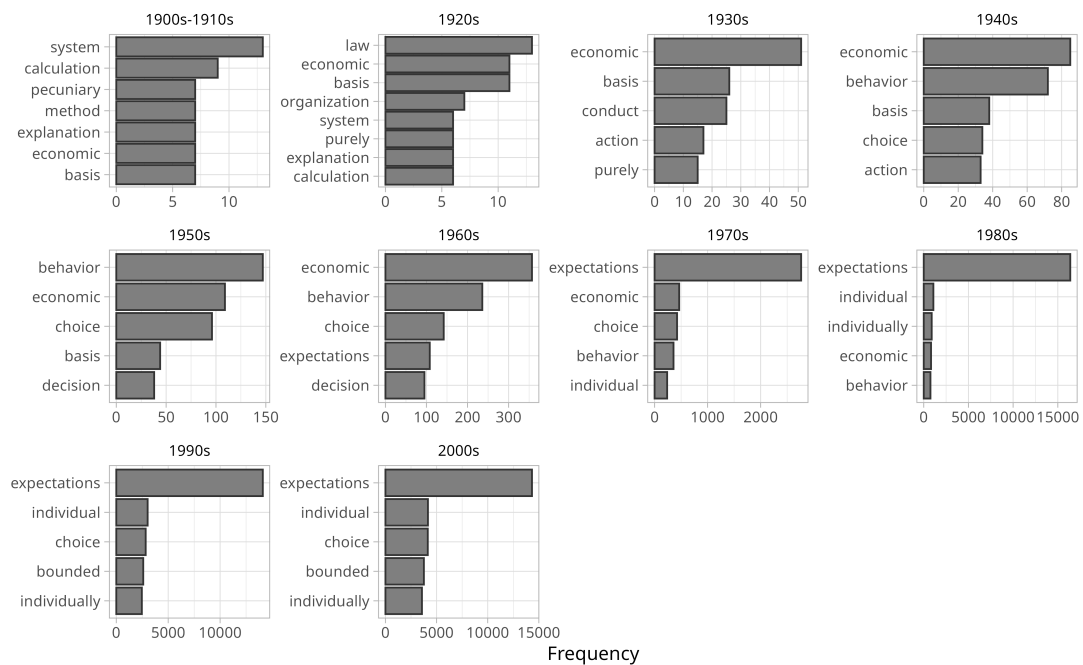 1900s-1910s
system
calculation
pecuniary
method
explanation
economic
basis
0 5 10
1920s
law
economic
basis
organization
system
purely
explanation
calculation
0 5 10
1930s
economic
basis
conduct
action
purely
0 10 20 30 40 50
1940s
economic
behavior
basis
choice
action
0 20 40 60 80
1950s
behavior
economic
choice
basis
decision
0 50 100 150
1960s
economic
behavior
choice
expectations
decision
0 100 200 300
1970s
expectations
economic
choice
behavior
individual
0 1000 2000
1980s
expectations
individual
individually
economic
behavior
0 5000 10000 15000
1990s
expectations
individual
choice
bounded
individually
0 5000 10000
2000s
expectations
individual
choice
bounded
individually
0 5000 10000 15000
Frequency